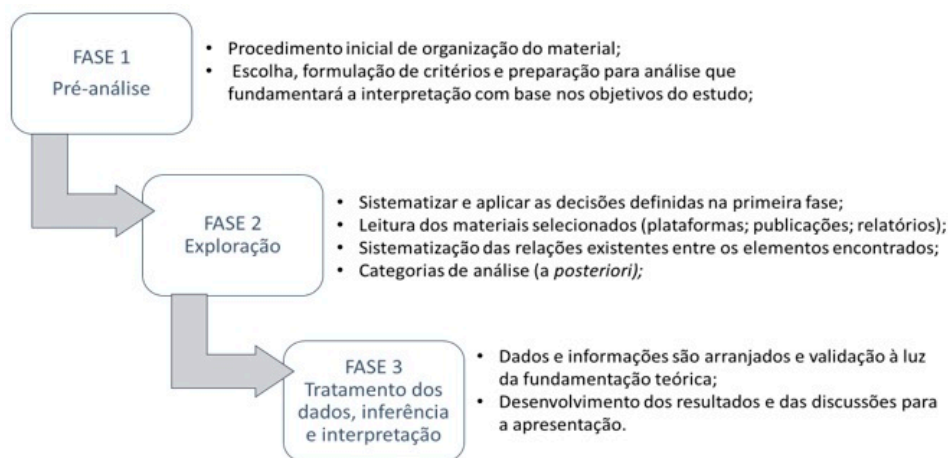 FASE 1
Pré-análise
• Procedimento inicial de organização do material;
• Escolha, formulação de critérios e preparação para análise que
fundamentará a interpretação com base nos objetivos do estudo;
FASE 2
Exploração
• Sistematizar e aplicar as decisões definidas na primeira fase;
• Leitura dos materiais selecionados (plataformas; publicações; relatórios);
• Sistematização das relações existentes entre os elementos encontrados;
• Categorias de análise (a posteriori);
FASE 3
Tratamento dos
dados, inferência
e interpretação
• Dados e informações são arranjados e validação à luz
da fundamentação teórica;
• Desenvolvimento dos resultados e das discussões para
a apresentação.